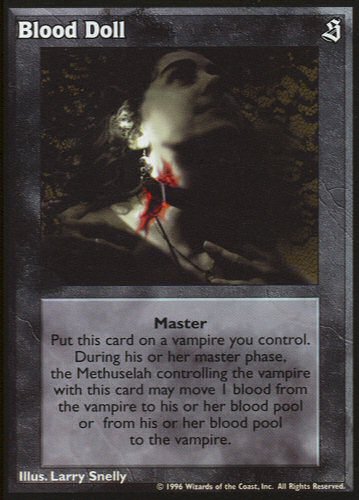 Blood Doll
Master
Put this card on a vampire you control.
During his or her master phase,
the Methuselah controlling the vampire
with this card may move 1 blood from
the vampire to his or her blood pool
or from his or her blood pool
to the vampire.
Illus. Larry Snelly
© 1996 Wizards of the Coast, Inc. All Rights Reserved.